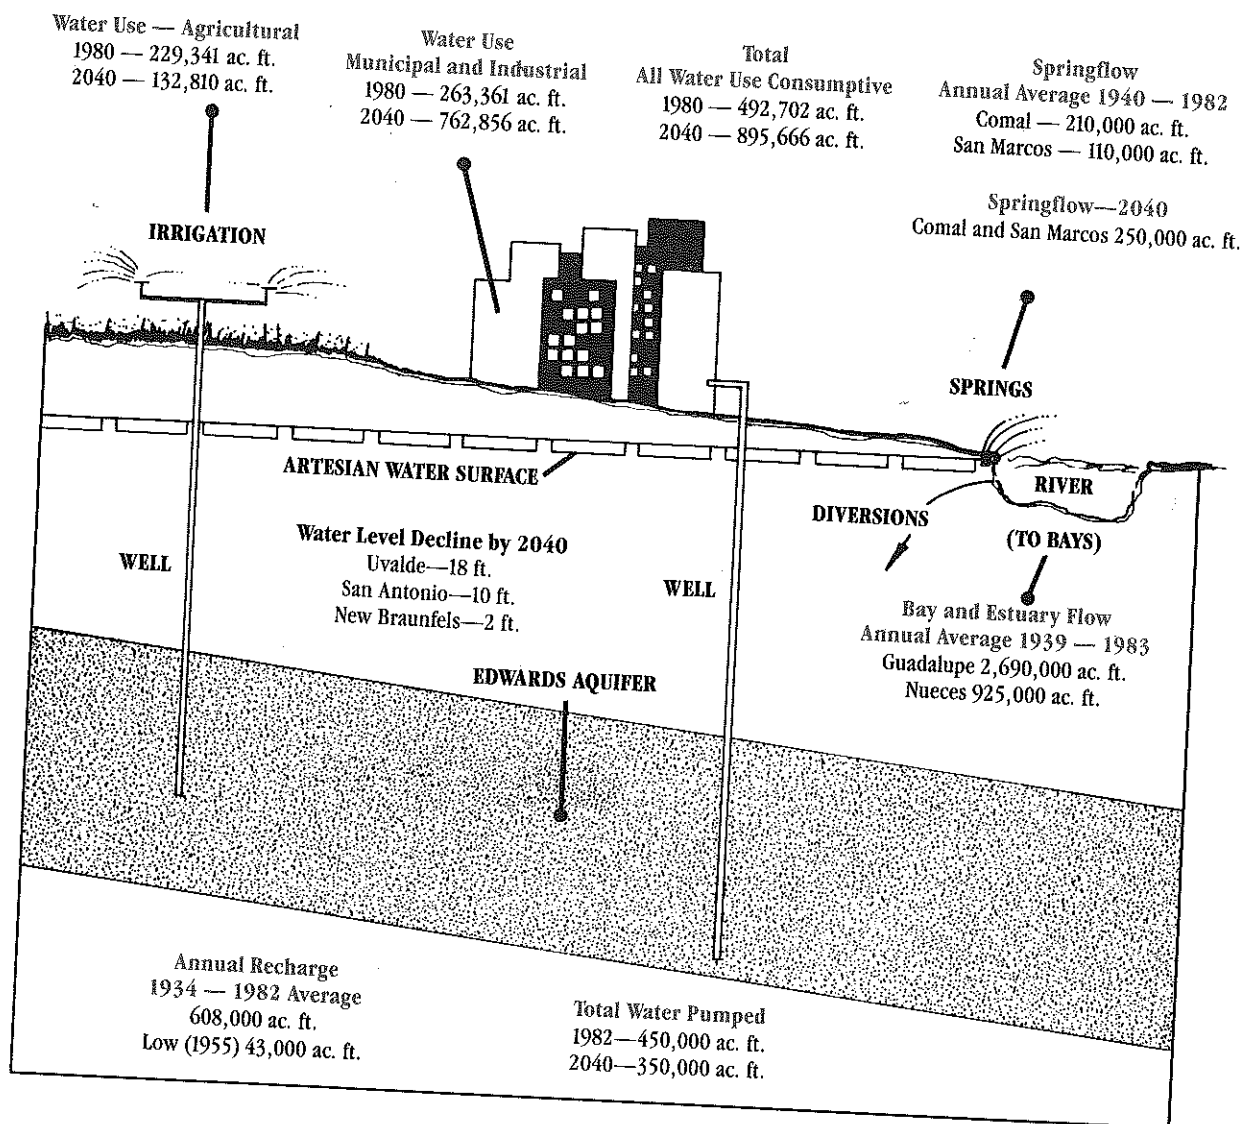 Water Use — Agricultural
1980 — 229,341 ac. ft.
2040 — 132,810 ac. ft.
Water Use
Municipal and Industrial
1980 — 263,361 ac. ft.
2040 — 762,856 ac. ft.
Total
All Water Use Consumptive
1980 — 492,702 ac. ft.
2040 — 895,666 ac. ft.
Springflow
Annual Average 1940 — 1982
Comal — 210,000 ac. ft.
San Marcos — 110,000 ac. ft.
Springflow—2040
Comal and San Marcos 250,000 ac. ft.
IRRIGATION
SPRINGS
ARTESIAN WATER SURFACE
RIVER
DIVERSIONS
(TO BAYS)
Water Level Decline by 2040
Uvalde—18 ft.
San Antonio—10 ft.
New Braunfels—2 ft.
WELL
WELL
Bay and Estuary Flow
Annual Average 1939 — 1983
Guadalupe 2,690,000 ac. ft.
Nueces 925,000 ac. ft.
EDWARDS AQUIFER
Annual Recharge
1934 — 1982 Average
608,000 ac. ft.
Low (1955) 43,000 ac. ft.
Total Water Pumped
1982—450,000 ac. ft.
2040—350,000 ac. ft.